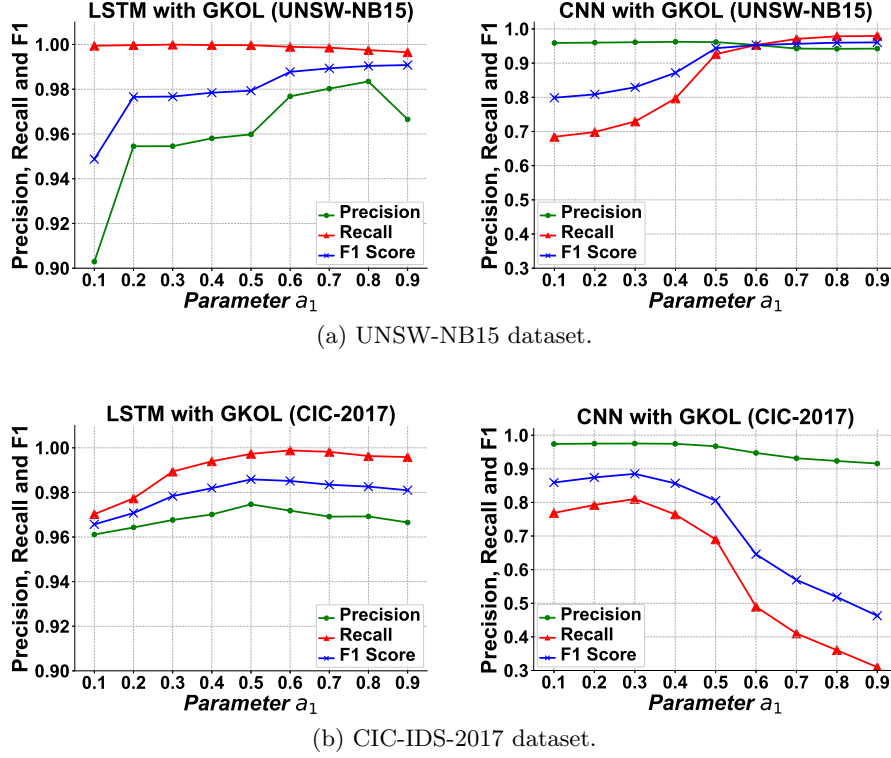 LSTM with GKOL (UNSW-NB15)
Precision, Recall and F1
1.00
0.98
0.96
0.94
0.92
0.90
Precision
Recall
F1 Score
0.1 0.2 0.3 0.4 0.5 0.6 0.7 0.8 0.9
Parameter a₁
CNN with GKOL (UNSW-NB15)
Precision, Recall and F1
1.0
0.9
0.8
0.7
0.6
0.5
0.4
0.3
Precision
Recall
F1 Score
0.1 0.2 0.3 0.4 0.5 0.6 0.7 0.8 0.9
Parameter a₁
(a) UNSW-NB15 dataset.
LSTM with GKOL (CIC-2017)
Precision, Recall and F1
1.00
0.98
0.96
0.94
0.92
0.90
Precision
Recall
F1 Score
0.1 0.2 0.3 0.4 0.5 0.6 0.7 0.8 0.9
Parameter a₁
CNN with GKOL (CIC-2017)
Precision, Recall and F1
1.0
0.9
0.8
0.7
0.6
0.5
0.4
0.3
Precision
Recall
F1 Score
0.1 0.2 0.3 0.4 0.5 0.6 0.7 0.8 0.9
Parameter a₁
(b) CIC-IDS-2017 dataset.